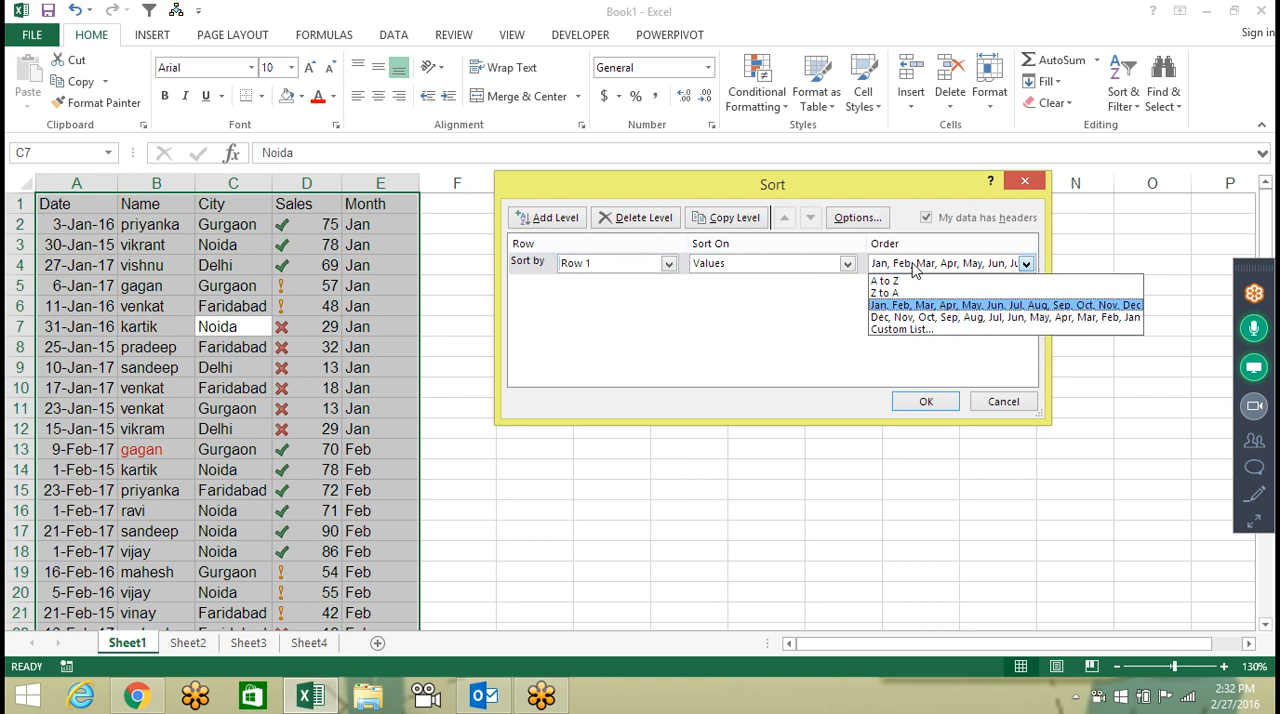 Book1 - Excel
Sign in
FILE HOME INSERT PAGE LAYOUT FORMULAS DATA REVIEW VIEW DEVELOPER POWERPIVOT
Paste Cut Copy Format Painter
Arial 10
B I U
Wrap Text
Merge & Center
General
$ % ,
Conditional Formatting Format as Table Cell Styles
Insert Delete Format
AutoSum Fill Clear
Sort & Filter Find & Select
Clipboard Font Alignment Number Styles Cells Editing
C7 fx Noida
A B C D E F N O P
1 Date Name City Sales Month
2 3-Jan-16 priyanka Gurgaon 75 Jan
3 30-Jan-15 vikrant Noida 78 Jan
4 27-Jan-17 vishnu Delhi 69 Jan
5 6-Jan-17 gagan Gurgaon 57 Jan
6 11-Jan-16 venkat Faridabad 48 Jan
7 31-Jan-16 kartik Noida 29 Jan
8 25-Jan-15 pradeep Faridabad 32 Jan
9 10-Jan-17 sandeep Delhi 13 Jan
10 17-Jan-17 venkat Faridabad 18 Jan
11 23-Jan-15 venkat Gurgaon 13 Jan
12 15-Jan-15 vikram Delhi 29 Jan
13 9-Feb-17 gagan Gurgaon 70 Feb
14 1-Feb-15 kartik Noida 78 Feb
15 23-Feb-17 priyanka Faridabad 72 Feb
16 1-Feb-17 ravi Noida 71 Feb
17 21-Feb-17 sandeep Noida 90 Feb
18 1-Feb-17 vijay Noida 86 Feb
19 16-Feb-16 mahesh Gurgaon 54 Feb
20 5-Feb-16 vijay Noida 55 Feb
21 21-Feb-15 vinay Faridabad 42 Feb
Sort
?
Add Level Delete Level Copy Level Options... My data has headers
Row Sort On Order
Sort by Row 1 Values Jan, Feb, Mar, Apr, May, Jun, Ju
A to Z
Z to A
Jan, Feb, Mar, Apr, May, Jun, Jul, Aug, Sep, Oct, Nov, Dec
Dec, Nov, Oct, Sep, Aug, Jul, Jun, May, Apr, Mar, Feb, Jan
Custom List...
OK Cancel
Sheet1 Sheet2 Sheet3 Sheet4
READY 130%
2:32 PM
2/27/2016